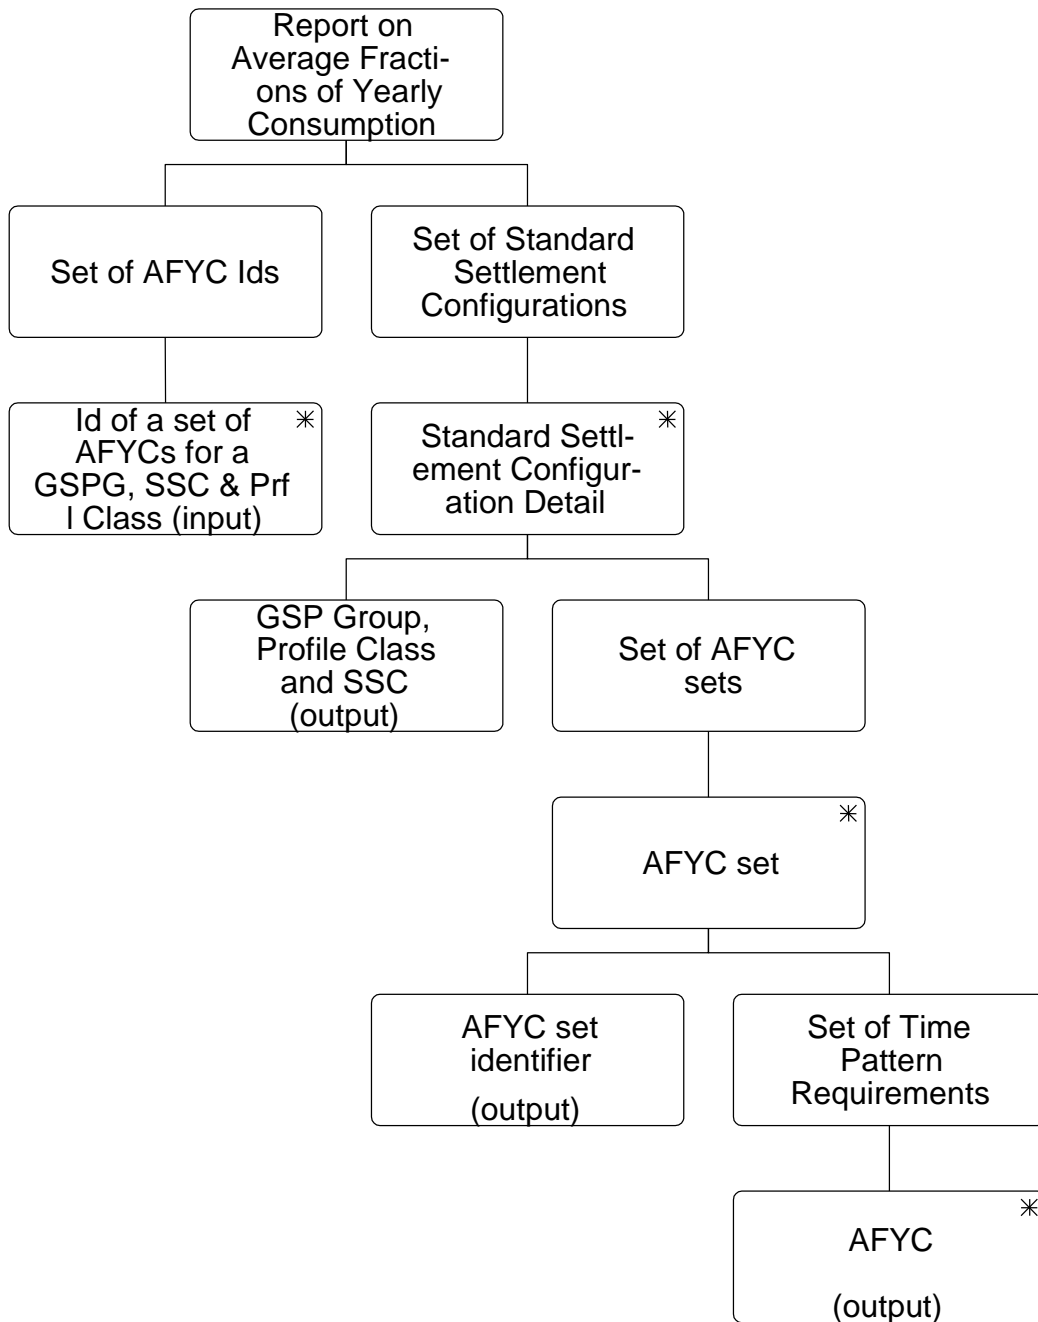 Report on
Average Fracti-
ons of Yearly
Consumption
Set of AFYC Ids
Set of Standard
Settlement
Configurations
Id of a set of
AFYCs for a
GSPG, SSC & Prf
l Class (input)
Standard Settl-
ement Configur-
ation Detail
GSP Group,
Profile Class
and SSC
(output)
Set of AFYC
sets
AFYC set
AFYC set
identifier
(output)
Set of Time
Pattern
Requirements
AFYC
(output)